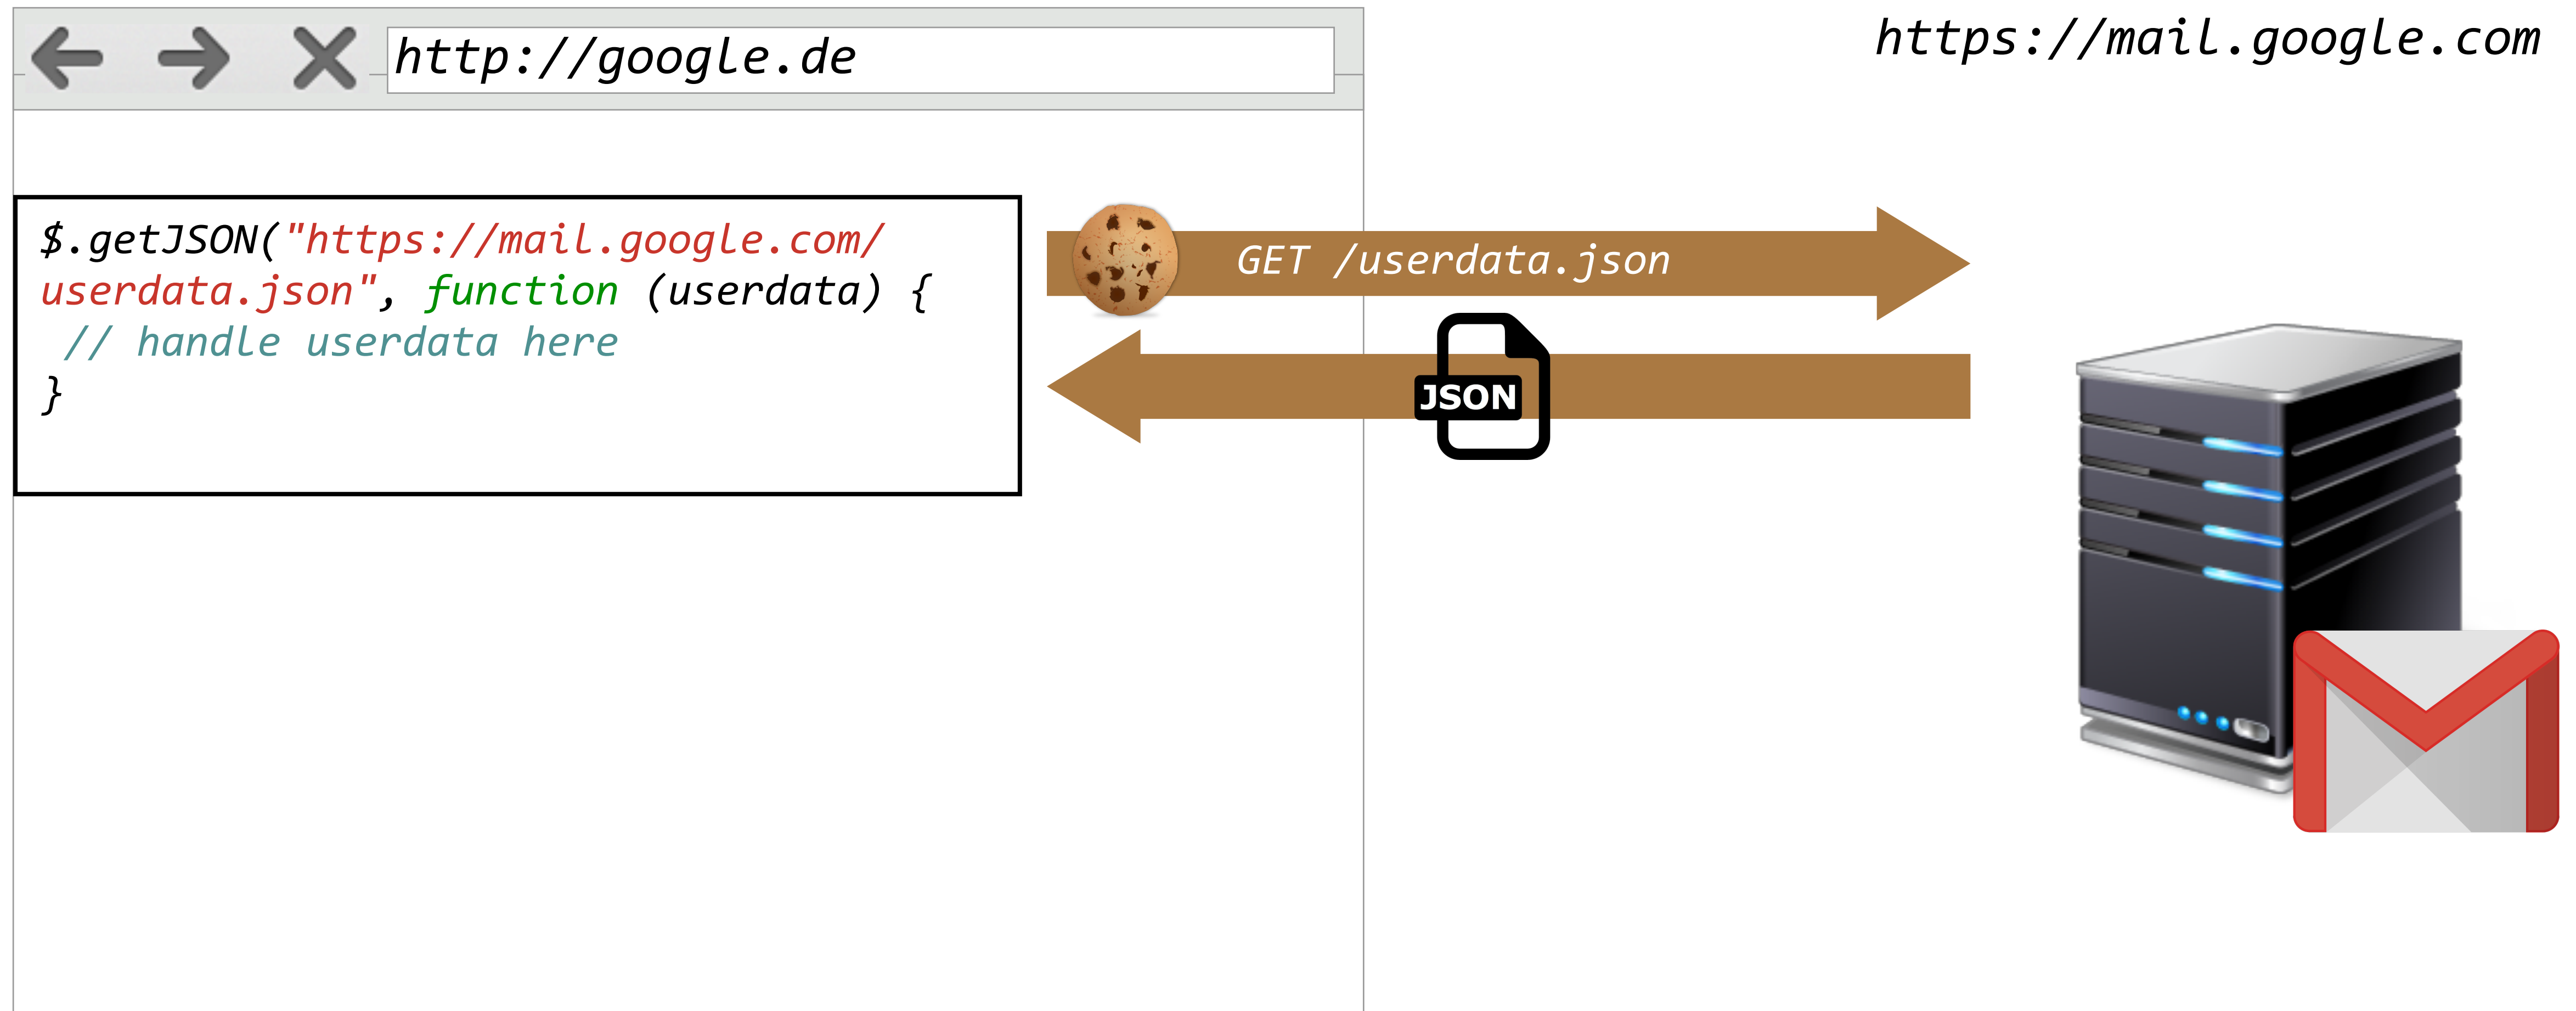 http://google.de
https://mail.google.com
$.getJSON("https://mail.google.com/
userdata.json", function (userdata) {
// handle userdata here
}
GET /userdata.json
JSON